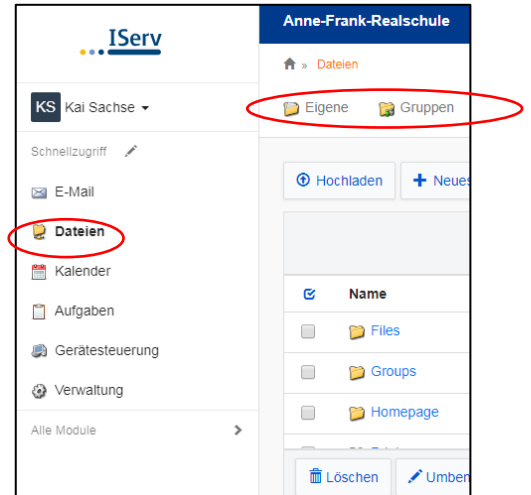 IServ
KS Kai Sachse
Schnellzugriff
E-Mail
Dateien
Kalender
Aufgaben
Gerätesteuerung
Verwaltung
Alle Module
Anne-Frank-Realschule
» Dateien
Eigene Gruppen
Hochladen + Neues
Name
Files
Groups
Homepage
Löschen Umben